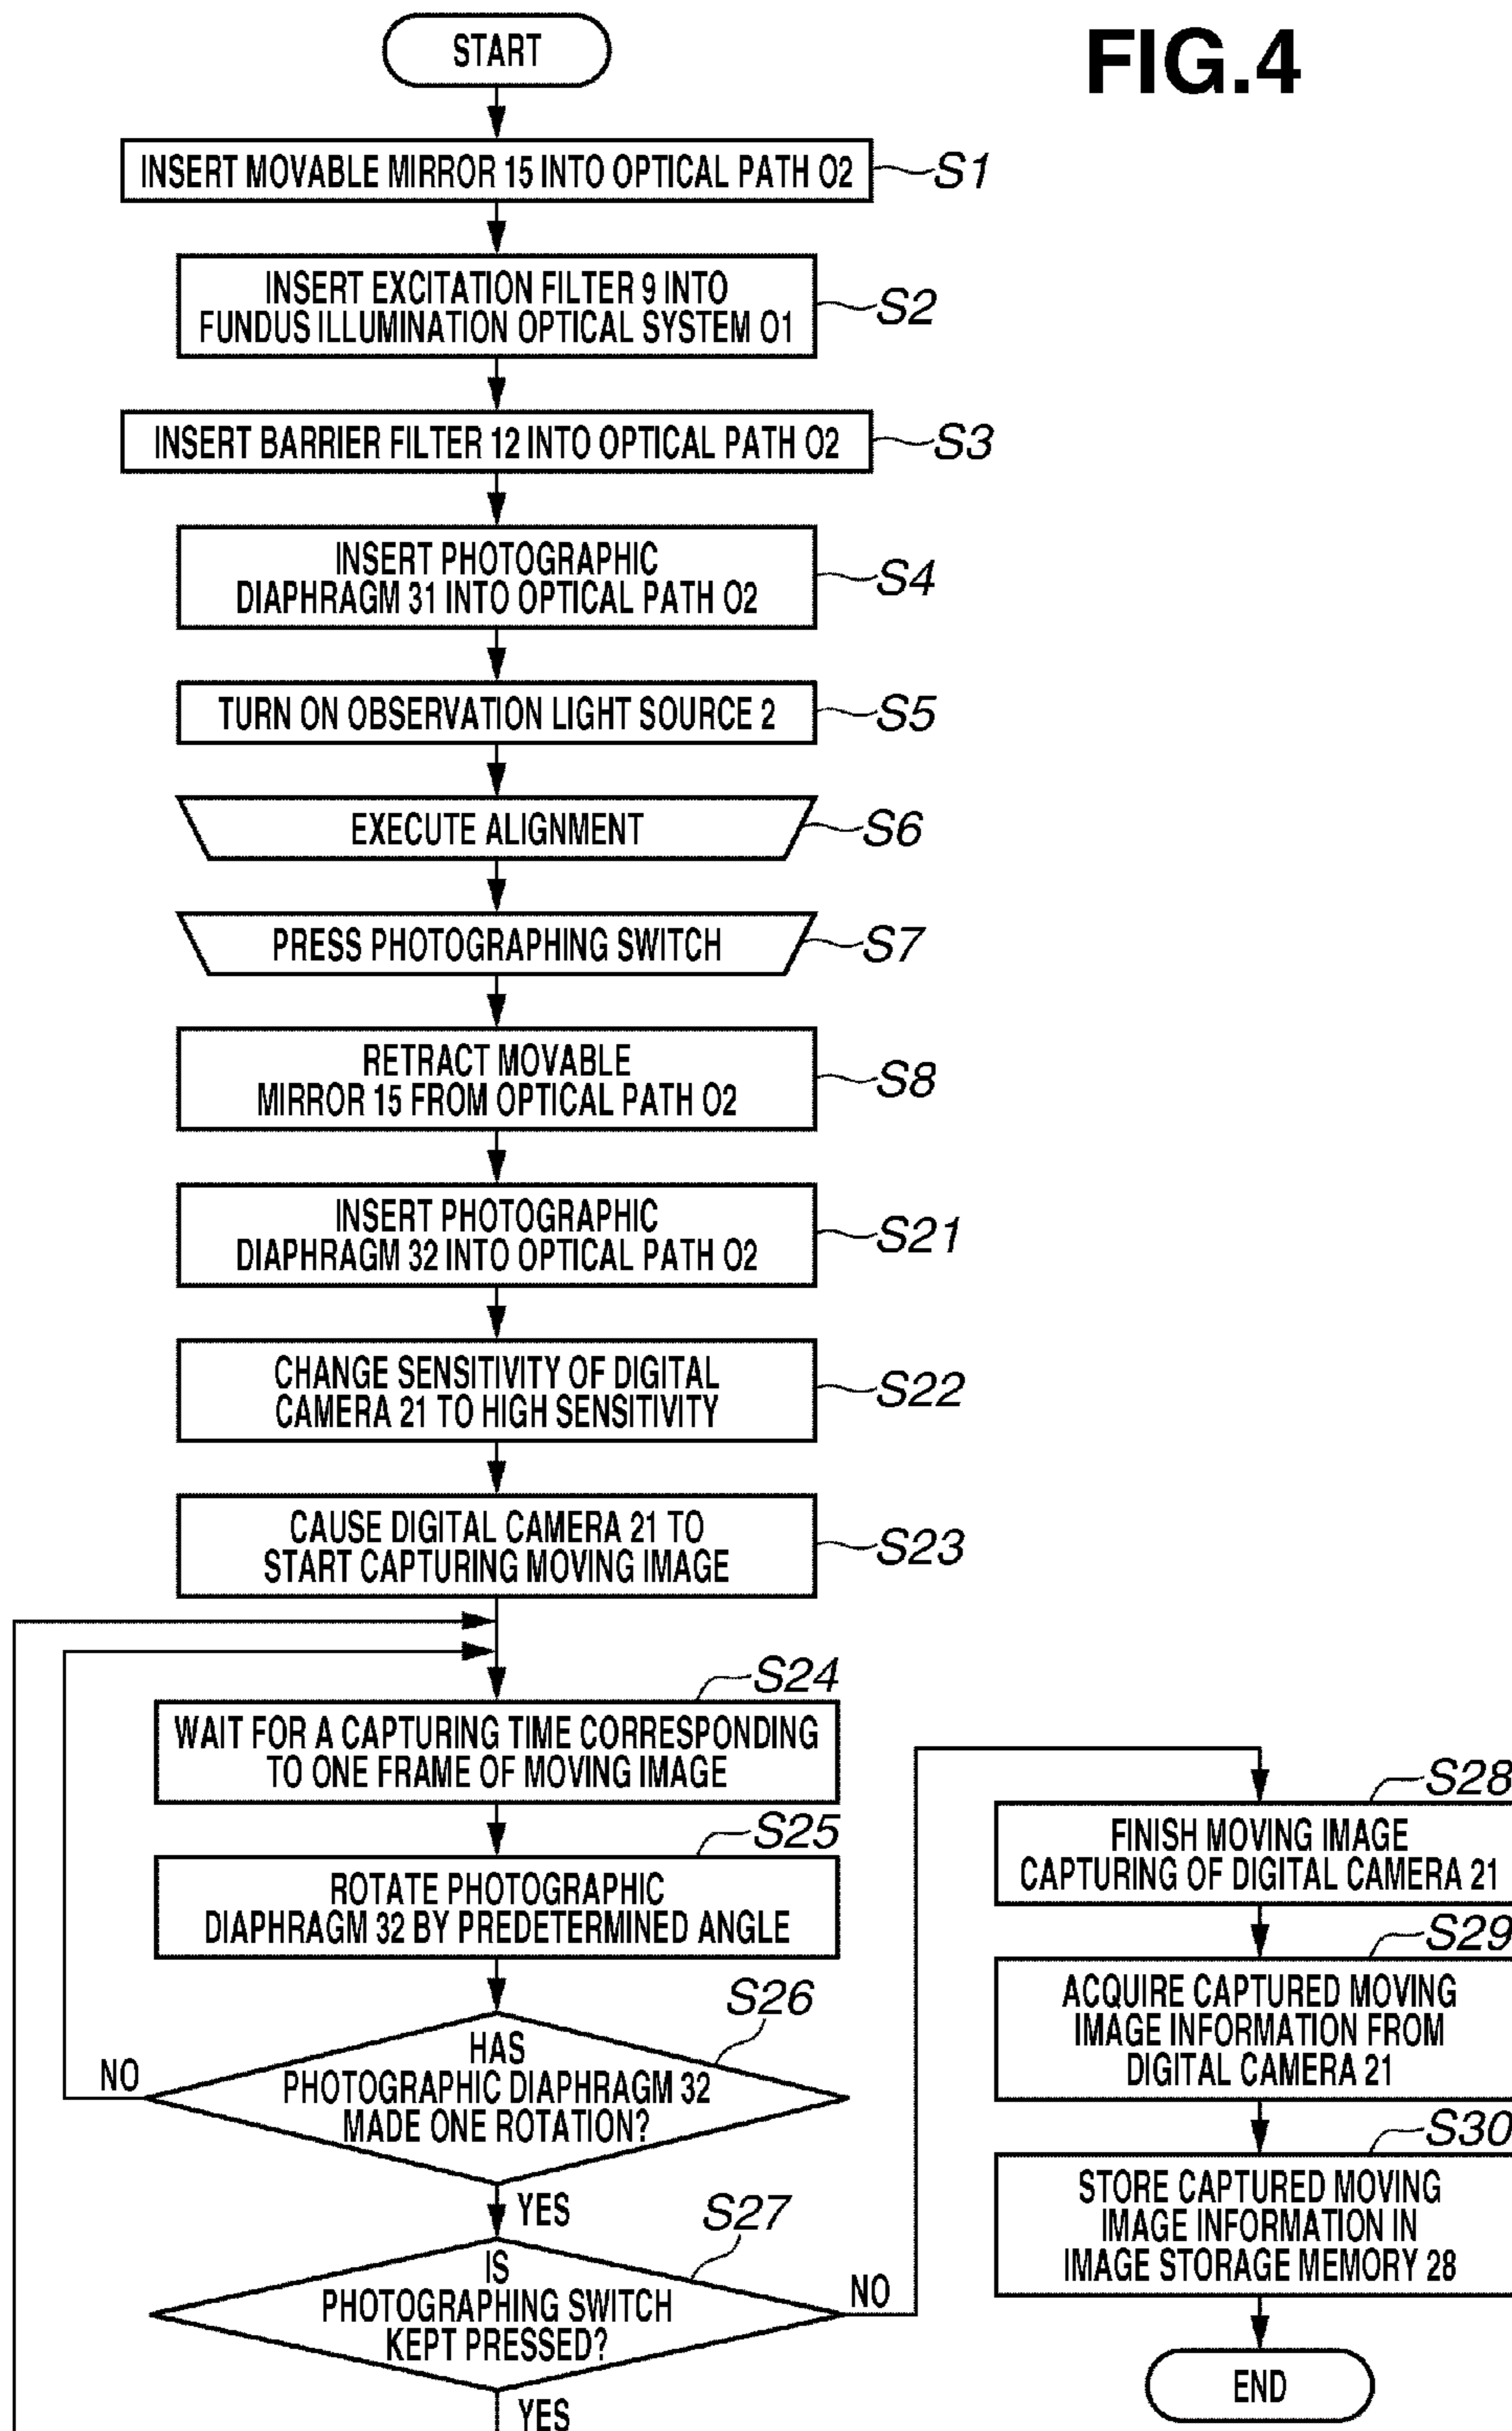 FIG.4
START
INSERT MOVABLE MIRROR 15 INTO OPTICAL PATH O2
S1
INSERT EXCITATION FILTER 9 INTO
FUNDUS ILLUMINATION OPTICAL SYSTEM O1
S2
INSERT BARRIER FILTER 12 INTO OPTICAL PATH O2
S3
INSERT PHOTOGRAPHIC
DIAPHRAGM 31 INTO OPTICAL PATH O2
S4
TURN ON OBSERVATION LIGHT SOURCE 2
S5
EXECUTE ALIGNMENT
S6
PRESS PHOTOGRAPHING SWITCH
S7
RETRACT MOVABLE
MIRROR 15 FROM OPTICAL PATH O2
S8
INSERT PHOTOGRAPHIC
DIAPHRAGM 32 INTO OPTICAL PATH O2
S21
CHANGE SENSITIVITY OF DIGITAL
CAMERA 21 TO HIGH SENSITIVITY
S22
CAUSE DIGITAL CAMERA 21 TO
START CAPTURING MOVING IMAGE
S23
S24
WAIT FOR A CAPTURING TIME CORRESPONDING
TO ONE FRAME OF MOVING IMAGE
S25
ROTATE PHOTOGRAPHIC
DIAPHRAGM 32 BY PREDETERMINED ANGLE
S26
HAS
PHOTOGRAPHIC DIAPHRAGM 32
MADE ONE ROTATION?
NO
YES
S27
IS
PHOTOGRAPHING SWITCH
KEPT PRESSED?
NO
YES
S28
FINISH MOVING IMAGE
CAPTURING OF DIGITAL CAMERA 21
S29
ACQUIRE CAPTURED MOVING
IMAGE INFORMATION FROM
DIGITAL CAMERA 21
S30
STORE CAPTURED MOVING
IMAGE INFORMATION IN
IMAGE STORAGE MEMORY 28
END